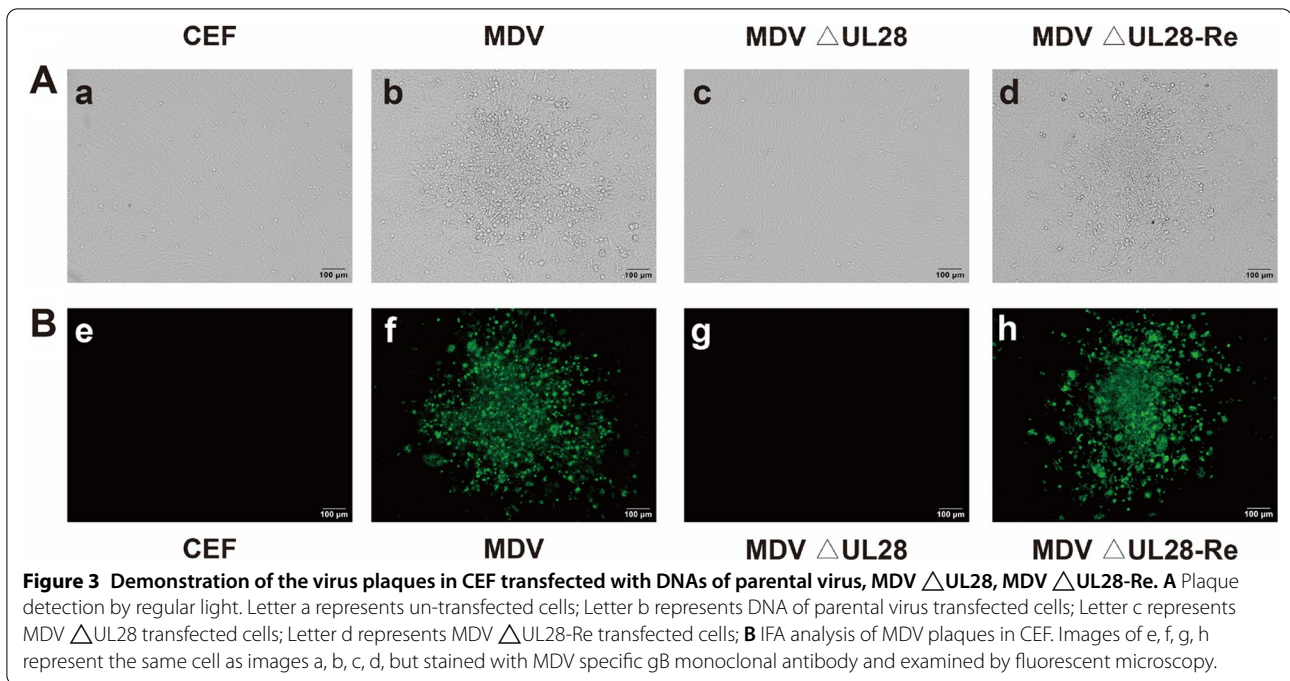 CEF MDV MDV △UL28 MDV △UL28-Re
A
a b c d
100 µm 100 µm 100 µm 100 µm
B
e f g h
100 µm 100 µm 100 µm 100 µm
CEF MDV MDV △UL28 MDV △UL28-Re
Figure 3 Demonstration of the virus plaques in CEF transfected with DNAs of parental virus, MDV △UL28, MDV △UL28-Re. A Plaque
detection by regular light. Letter a represents un-transfected cells; Letter b represents DNA of parental virus transfected cells; Letter c represents
MDV △UL28 transfected cells; Letter d represents MDV △UL28-Re transfected cells; B IFA analysis of MDV plaques in CEF. Images of e, f, g, h
represent the same cell as images a, b, c, d, but stained with MDV specific gB monoclonal antibody and examined by fluorescent microscopy.